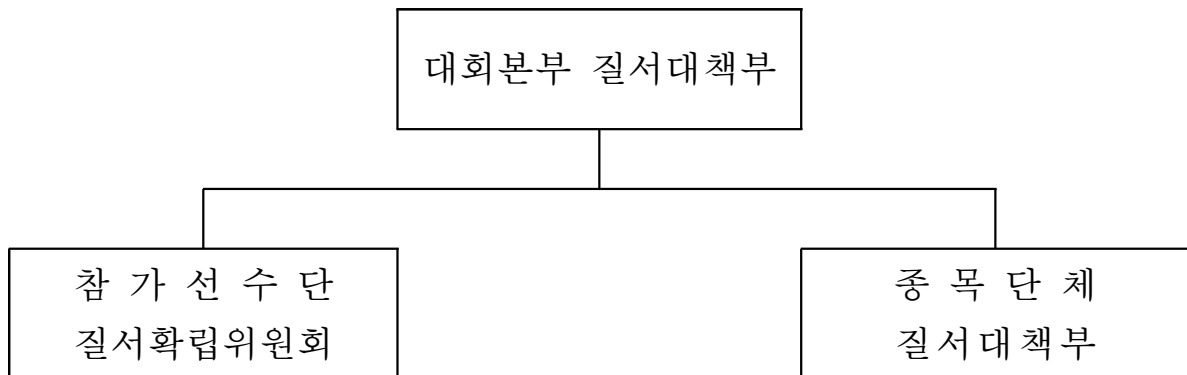 대회본부 질서대책부
참 가 선 수 단
질서확립위원회
종 목 단 체
질서대책부